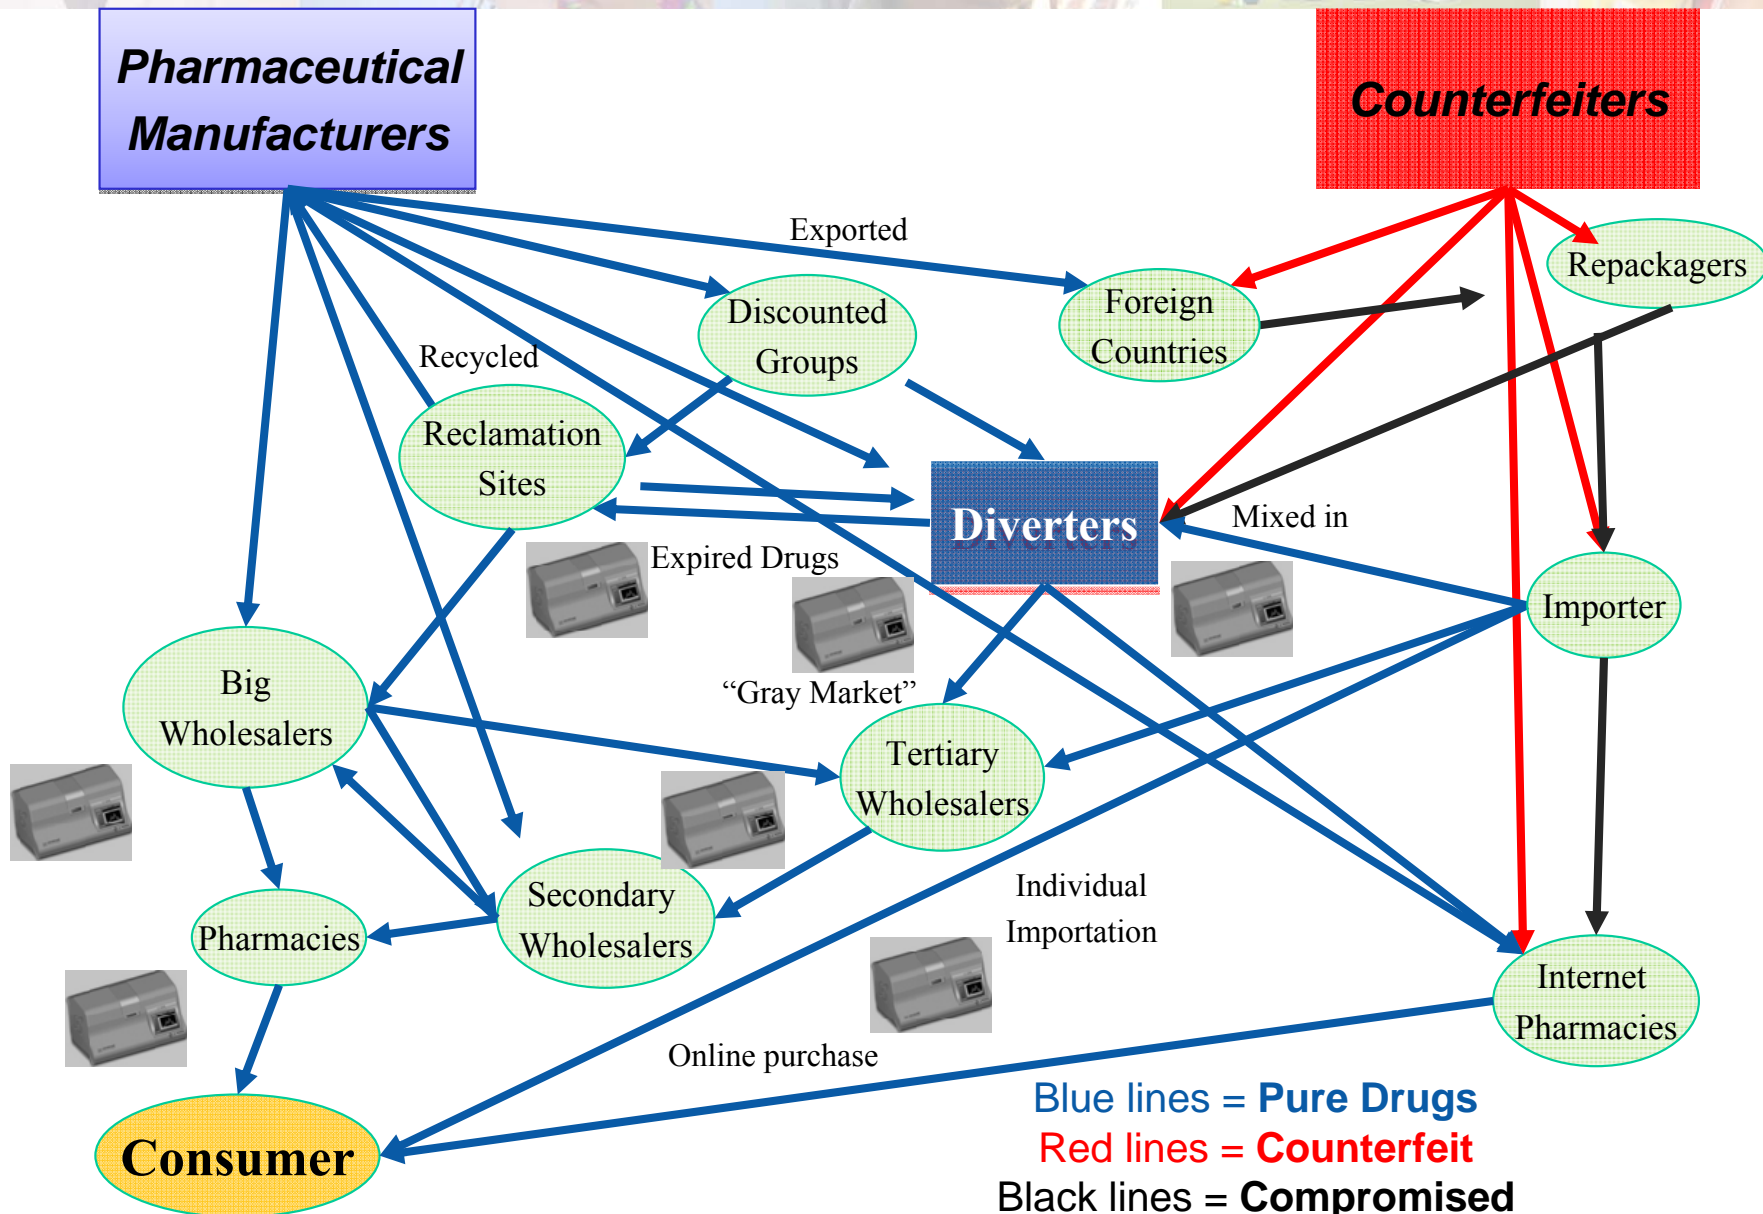 Pharmaceutical
Manufacturers
Counterfeiters
Exported
Repackagers
Foreign
Countries
Discounted
Groups
Recycled
Reclamation
Sites
Diverters
Mixed in
Expired Drugs
Importer
Big
Wholesalers
“Gray Market”
Tertiary
Wholesalers
Secondary
Wholesalers
Individual
Importation
Pharmacies
Internet
Pharmacies
Online purchase
Consumer
Blue lines = Pure Drugs
Red lines = Counterfeit
Black lines = Compromised